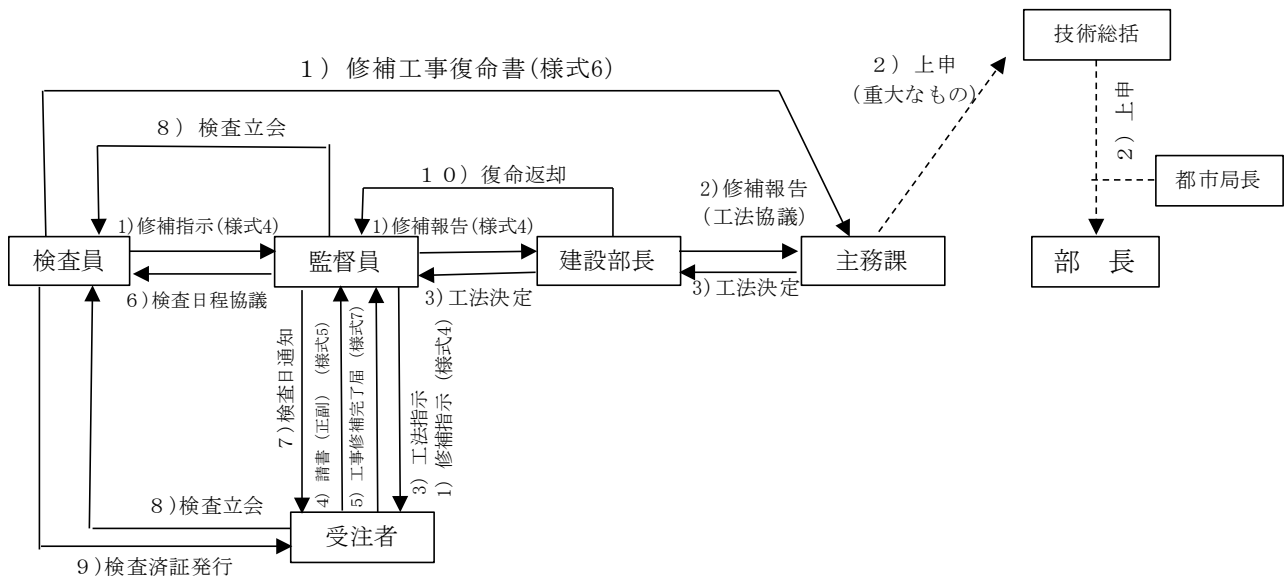 技術総括
1) 修補工事復命書(様式6)
2) 上申
(重大なもの)
2) 上申
8) 検査立会
都市局長
10) 復命返却
2)修補報告
(工法協議)
1)修補指示(様式4)
1)修補報告(様式4)
検査員
監督員
建設部長
主務課
部 長
6)検査日程協議
3)工法決定
3)工法決定
7)検査日通知
4) 請書 (正副) (様式5)
5) 工事修補完了届 (様式7)
3) 工法指示
1) 修補指示 (様式4)
8)検査立会
受注者
9)検査済証発行